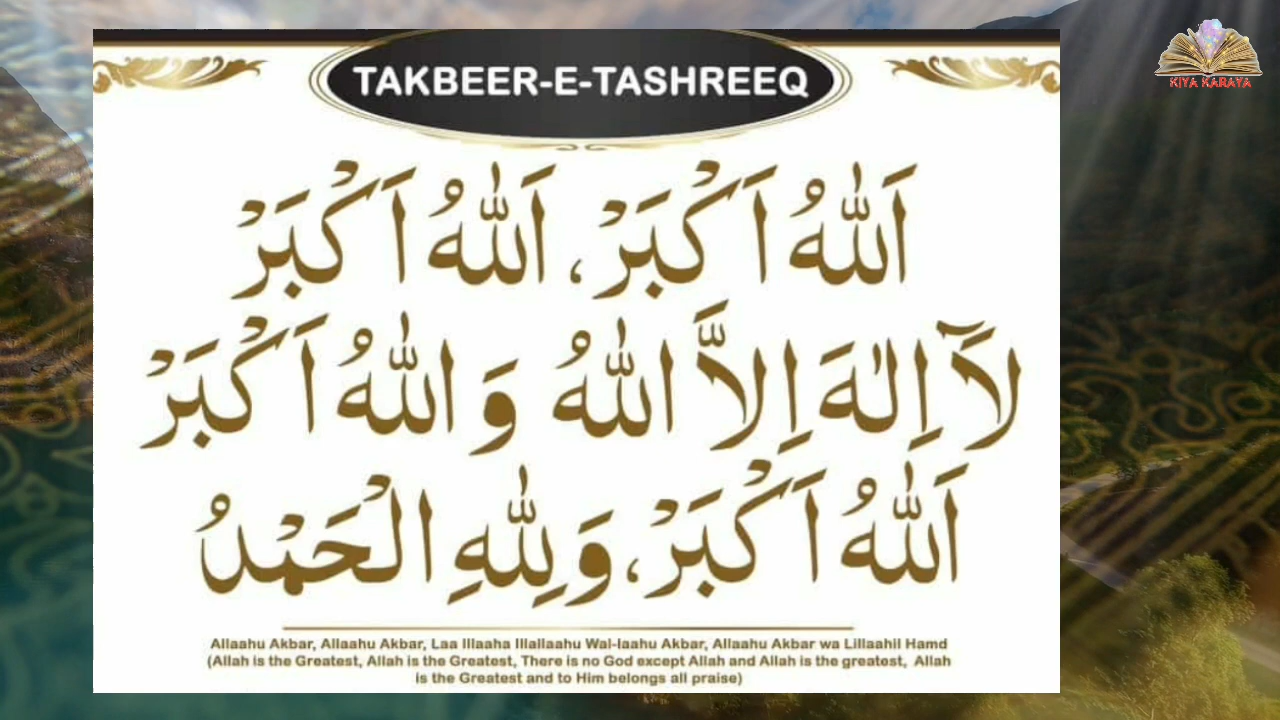 TAKBEER-E-TASHREEQ
KIYA KARAYA
اَللّٰهُ اَكْبَرْ، اَللّٰهُ اَكْبَرْ
لَآ اِلٰهَ اِلَّا اللّٰهُ وَاللّٰهُ اَكْبَرْ
اَللّٰهُ اَكْبَرْ، وَلِلّٰهِ الْحَمْدُ
Allaahu Akbar, Allaahu Akbar, Laa Illaaha Illallaahu Wal-laahu Akbar, Allaahu Akbar wa Lillaahil Hamd
(Allah is the Greatest, Allah is the Greatest, There is no God except Allah and Allah is the greatest, Allah
is the Greatest and to Him belongs all praise)